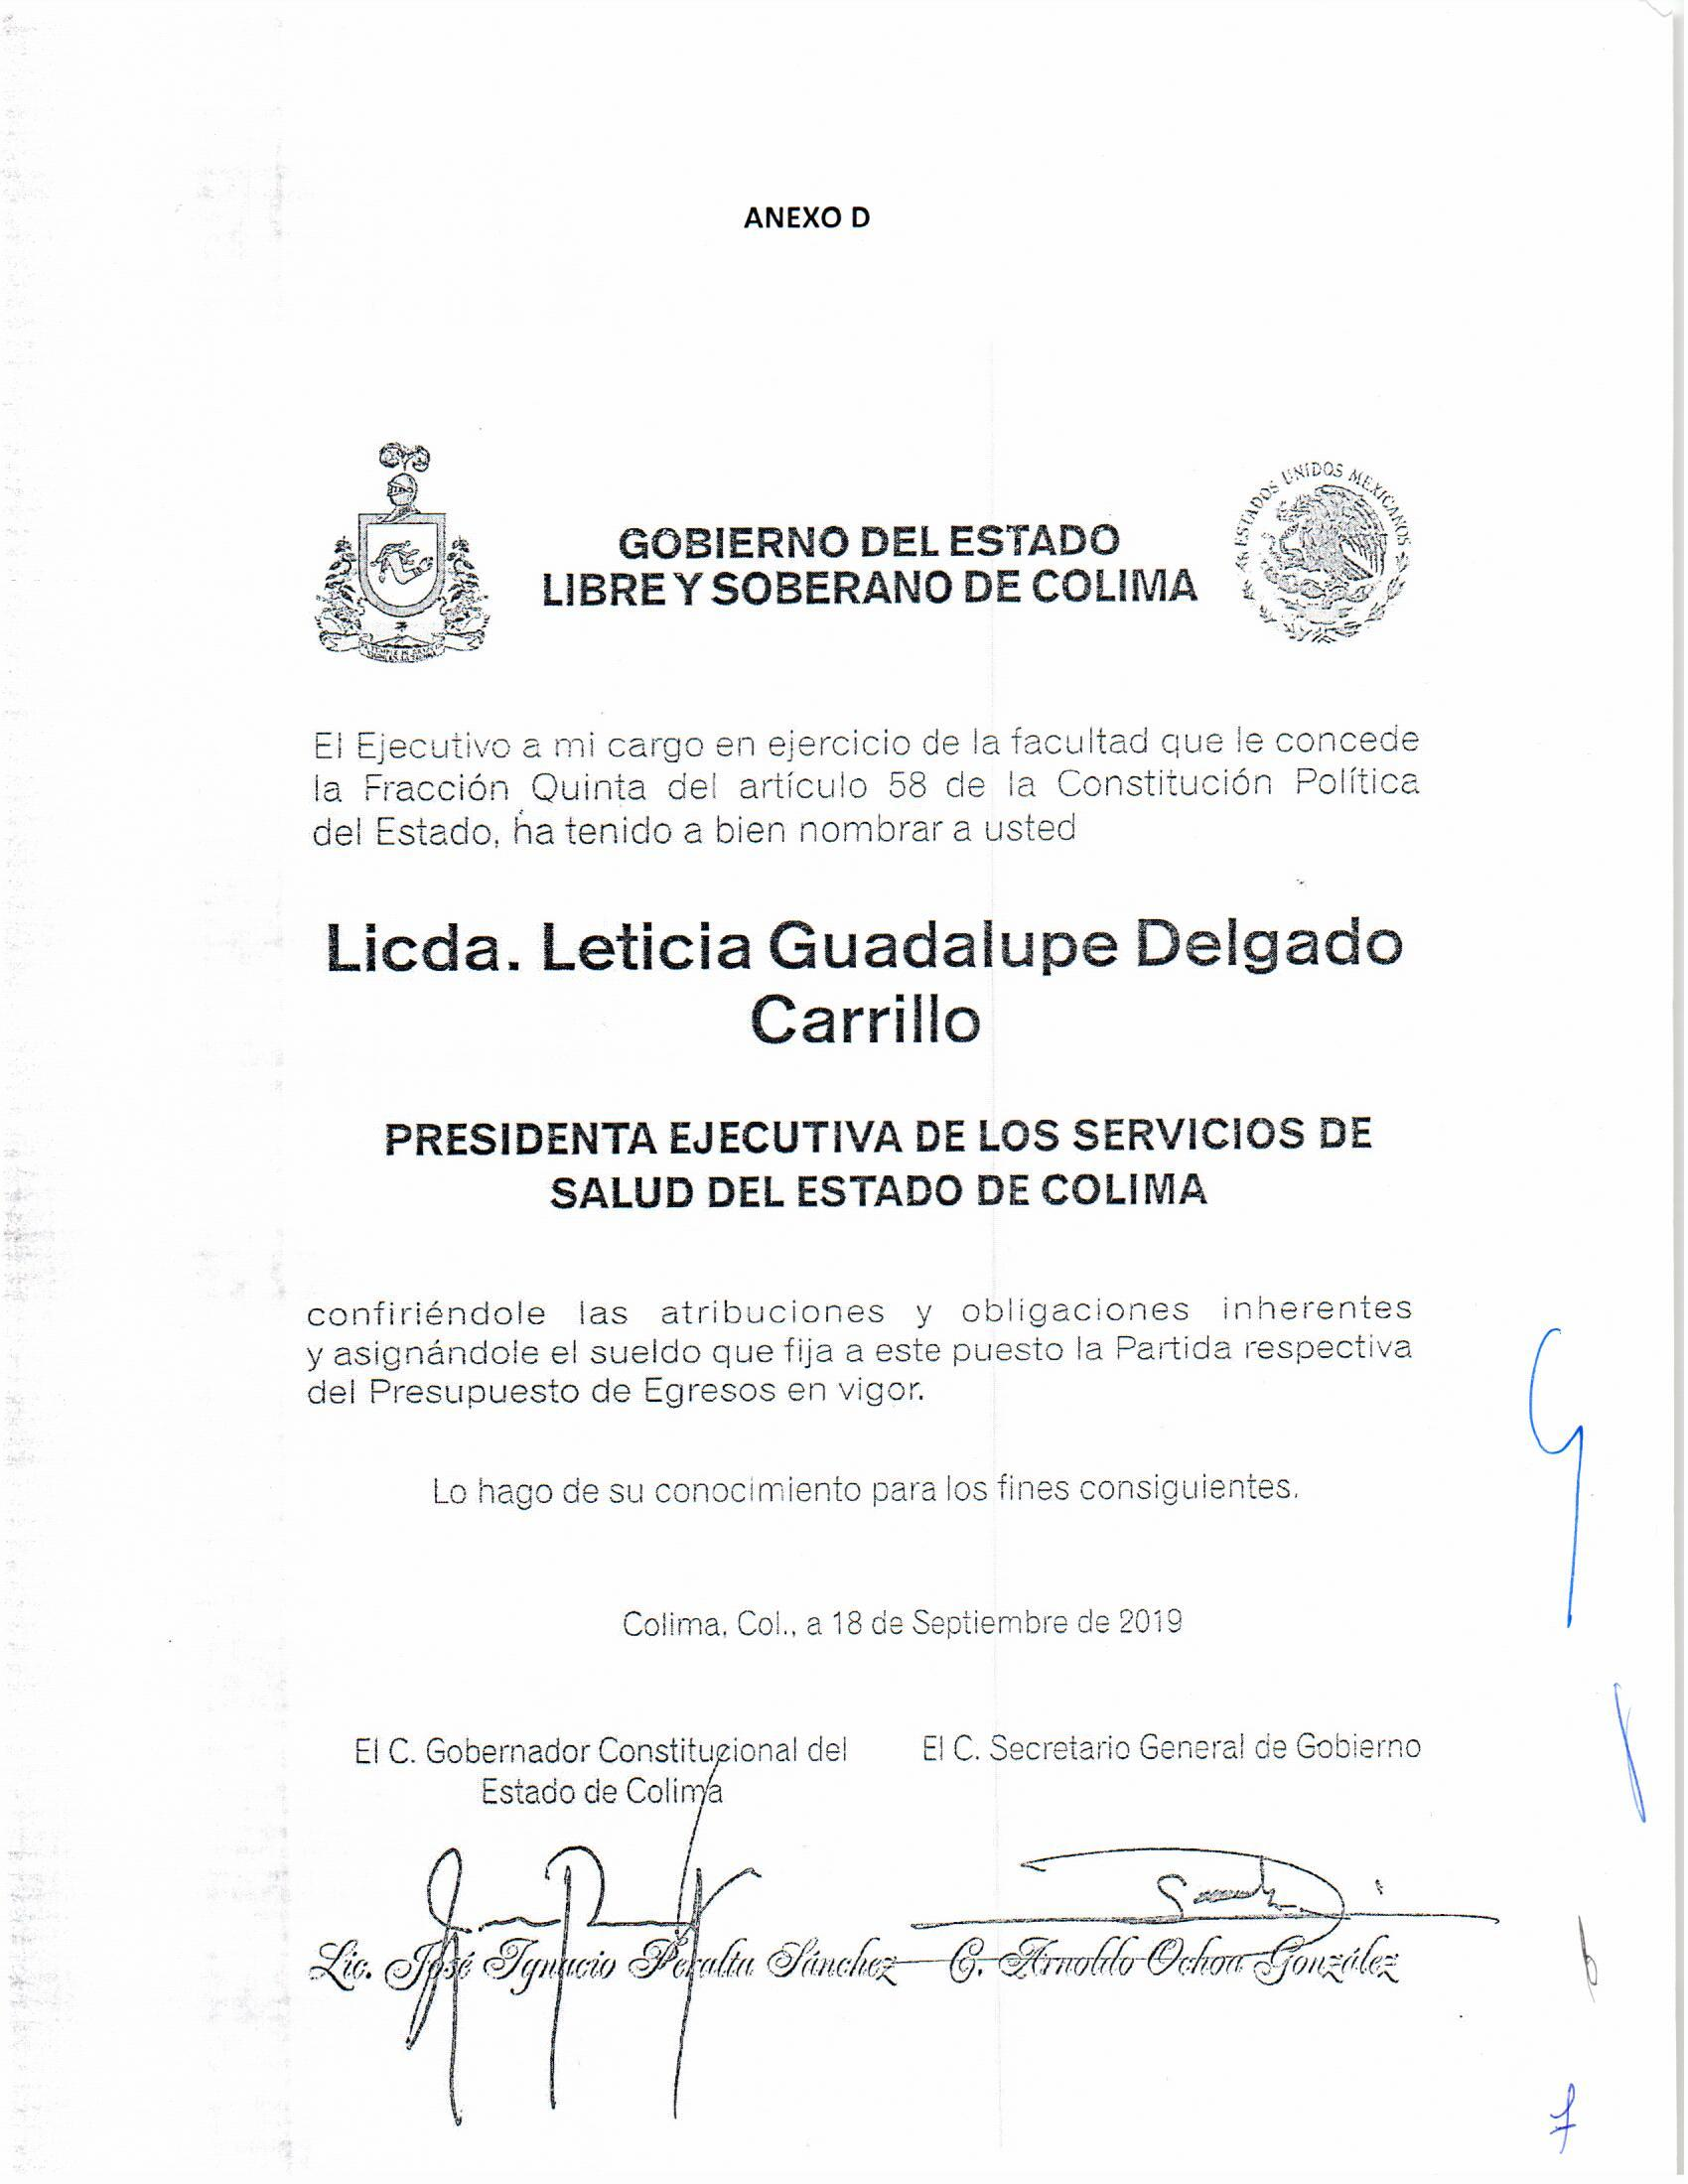 ANEXO D
ESTADOS UNIDOS MEXICANOS
GOBIERNO DEL ESTADO
LIBRE Y SOBERANO DE COLIMA
El Ejecutivo a mi cargo en ejercicio de la facultad que le concede
la Fracción Quinta del artículo 58 de la Constitución Política
del Estado, ha tenido a bien nombrar a usted
Licda. Leticia Guadalupe Delgado
Carrillo
PRESIDENTA EJECUTIVA DE LOS SERVICIOS DE
SALUD DEL ESTADO DE COLIMA
confiriéndole las atribuciones y obligaciones inherentes
y asignándole el sueldo que fija a este puesto la Partida respectiva
del Presupuesto de Egresos en vigor.
Lo hago de su conocimiento para los fines consiguientes.
Colima, Col., a 18 de Septiembre de 2019
El C. Gobernador Constitucional del
Estado de Colima
Lic. José Ignacio Peralta Sánchez
El C. Secretario General de Gobierno
C. Arnoldo Ochoa González